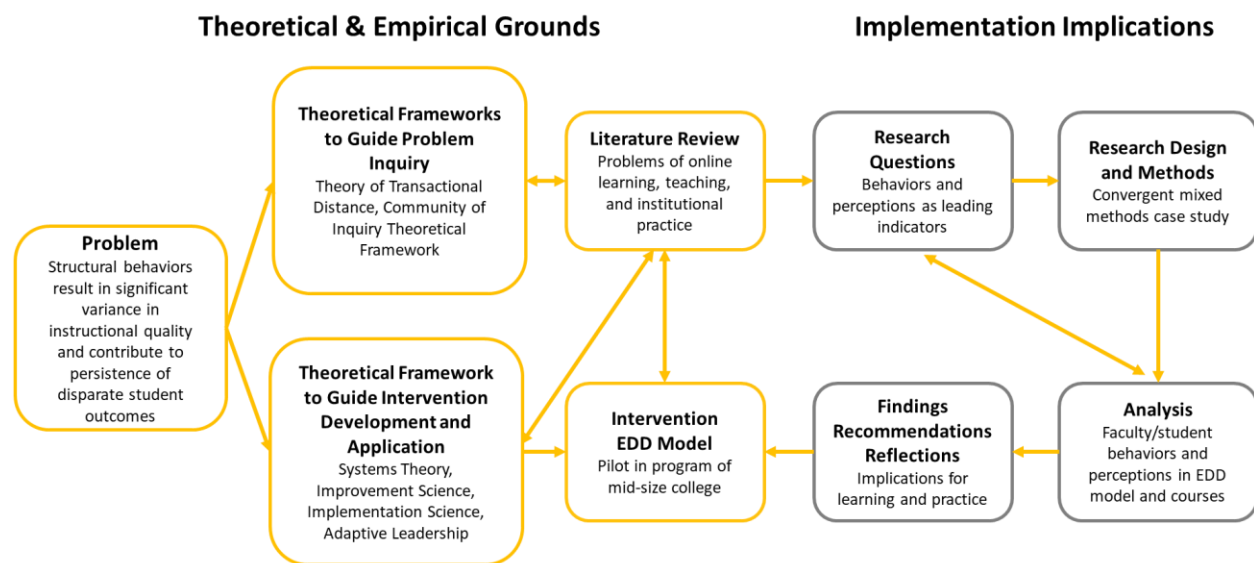 Theoretical & Empirical Grounds
Implementation Implications
Problem
Structural behaviors
result in significant
variance in
instructional quality
and contribute to
persistence of
disparate student
outcomes
Theoretical Frameworks
to Guide Problem
Inquiry
Theory of Transactional
Distance, Community of
Inquiry Theoretical
Framework
Theoretical Framework
to Guide Intervention
Development and
Application
Systems Theory,
Improvement Science,
Implementation Science,
Adaptive Leadership
Literature Review
Problems of online
learning, teaching,
and institutional
practice
Intervention
EDD Model
Pilot in program of
mid-size college
Research
Questions
Behaviors and
perceptions as leading
indicators
Research Design
and Methods
Convergent mixed
methods case study
Findings
Recommendations
Reflections
Implications for
learning and practice
Analysis
Faculty/student
behaviors and
perceptions in EDD
model and courses